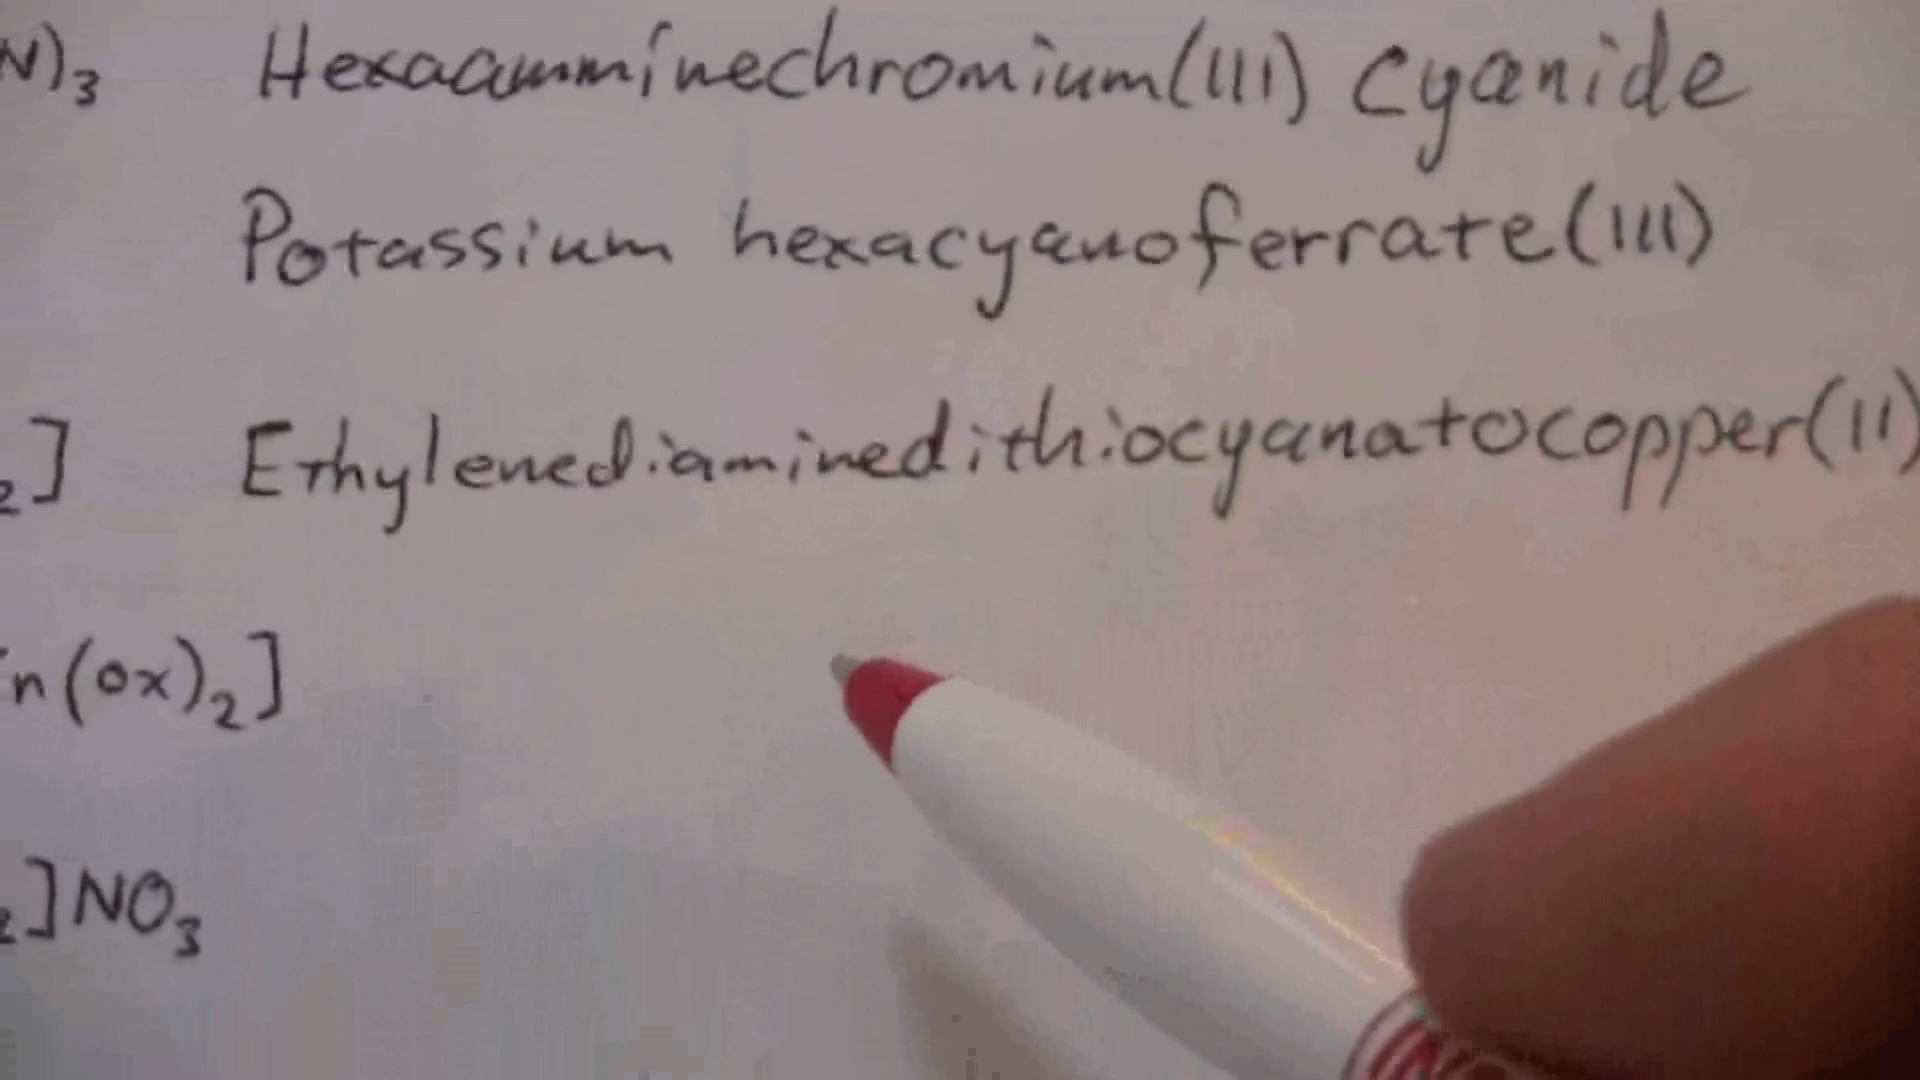 N)3 Hexaamminechromium(III) Cyanide
Potassium hexacyanoferrate(III)
2] Ethylenediaminedithiocyanatocopper(II)
n(ox)2]
2]NO3